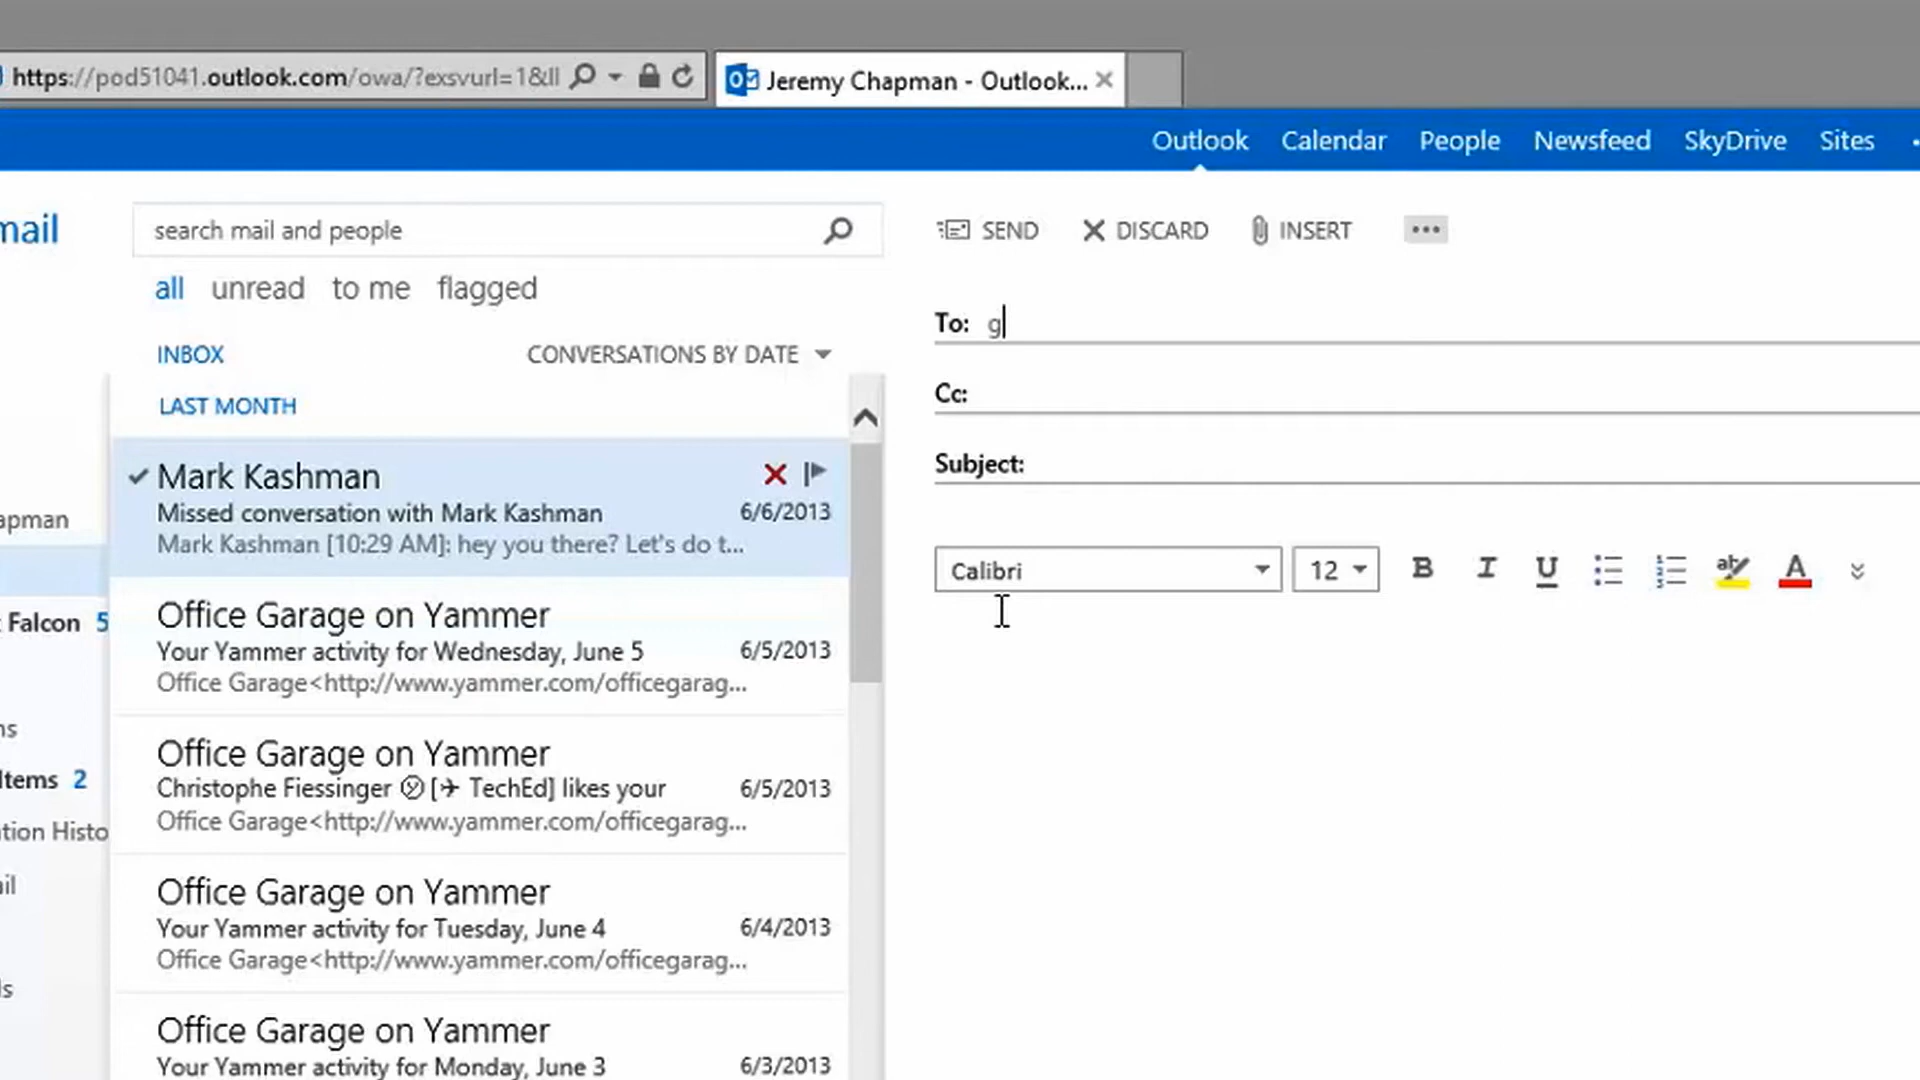 https://pod51041.outlook.com/owa/?exsvurl=1&ll
Jeremy Chapman - Outlook...
Outlook Calendar People Newsfeed SkyDrive Sites
mail
search mail and people
SEND DISCARD INSERT
all unread to me flagged
To: g
INBOX CONVERSATIONS BY DATE
Cc:
LAST MONTH
Subject:
Mark Kashman
Missed conversation with Mark Kashman 6/6/2013
Mark Kashman [10:29 AM]: hey you there? Let's do t...
apman
Calibri 12 B I U aby A
Office Garage on Yammer
Falcon 5
Your Yammer activity for Wednesday, June 5 6/5/2013
Office Garage<http://www.yammer.com/officegarag...
ns
Office Garage on Yammer
Items 2
Christophe Fiessinger [✈ TechEd] likes your 6/5/2013
Office Garage<http://www.yammer.com/officegarag...
ation Histo
Office Garage on Yammer
ail
Your Yammer activity for Tuesday, June 4 6/4/2013
Office Garage<http://www.yammer.com/officegarag...
ds
Office Garage on Yammer
Your Yammer activity for Monday, June 3 6/3/2013